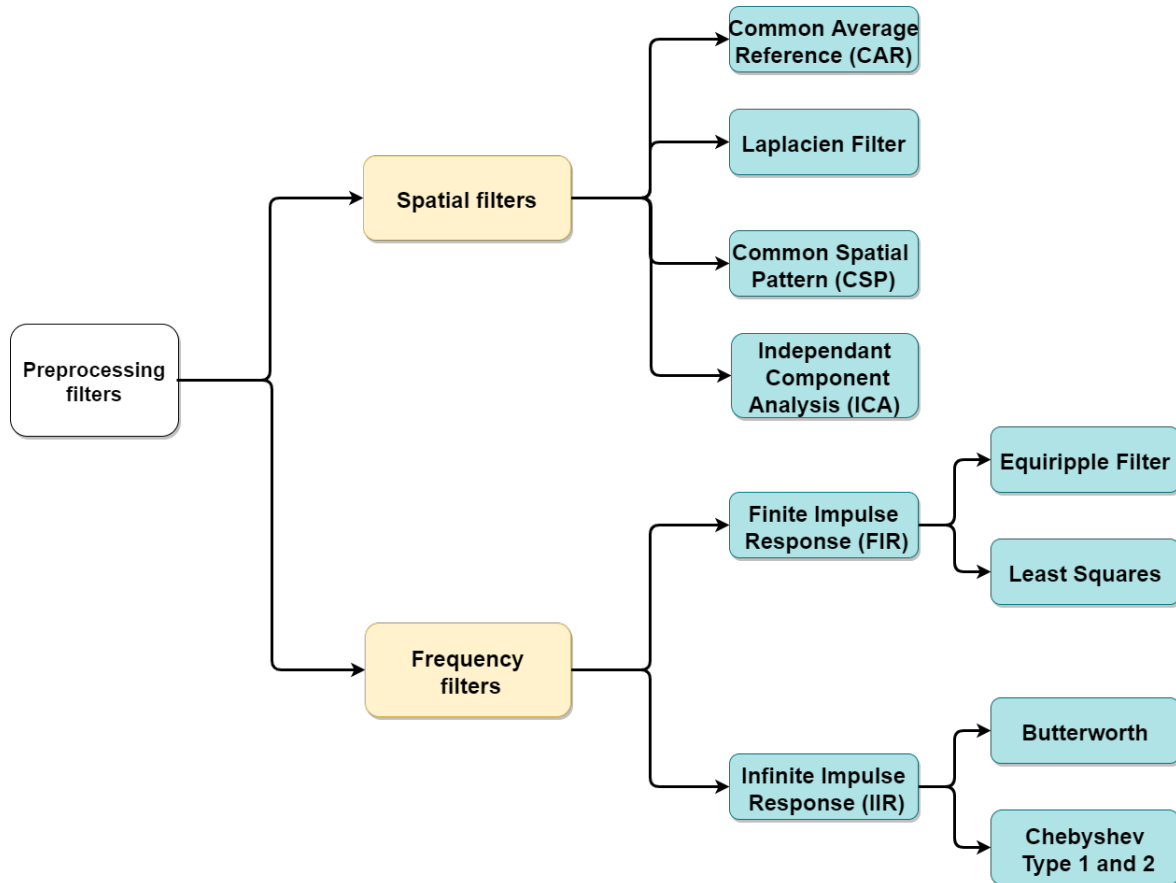 Preprocessing
filters
Spatial filters
Common Average
Reference (CAR)
Laplacien Filter
Common Spatial
Pattern (CSP)
Independant
Component
Analysis (ICA)
Frequency
filters
Finite Impulse
Response (FIR)
Equiripple Filter
Least Squares
Infinite Impulse
Response (IIR)
Butterworth
Chebyshev
Type 1 and 2